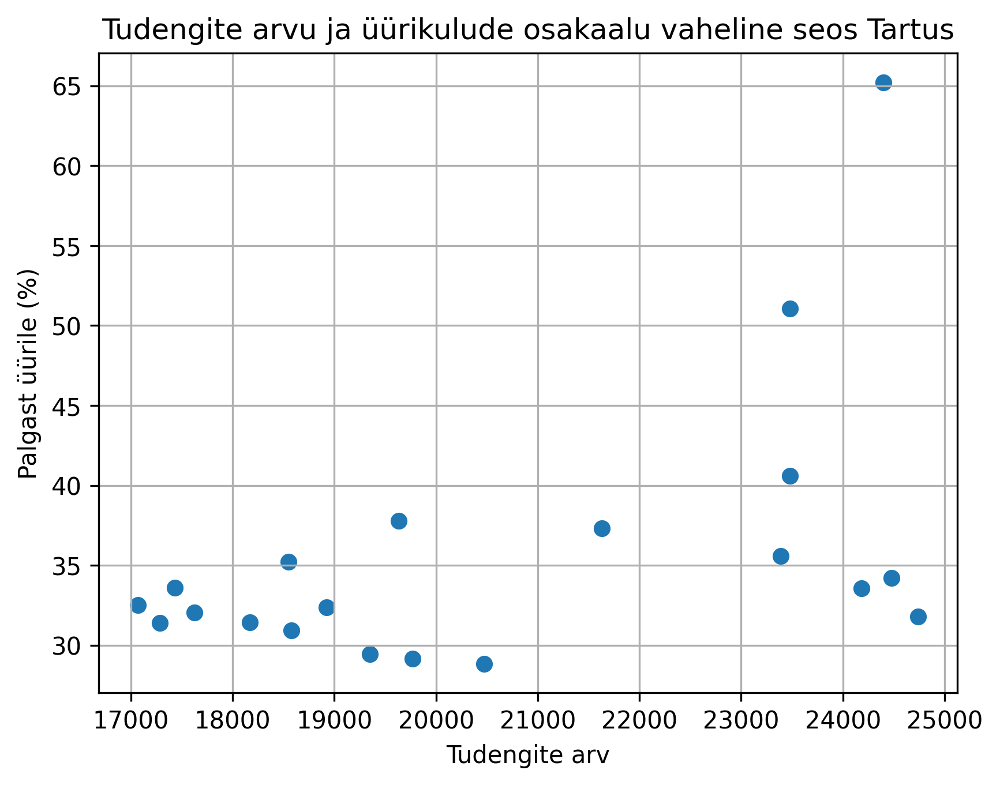 Tudengite arvu ja üürikulude osakaalu vaheline seos Tartus
65
60
55
50
45
40
35
30
Palgast üürile (%)
17000 18000 19000 20000 21000 22000 23000 24000 25000
Tudengite arv